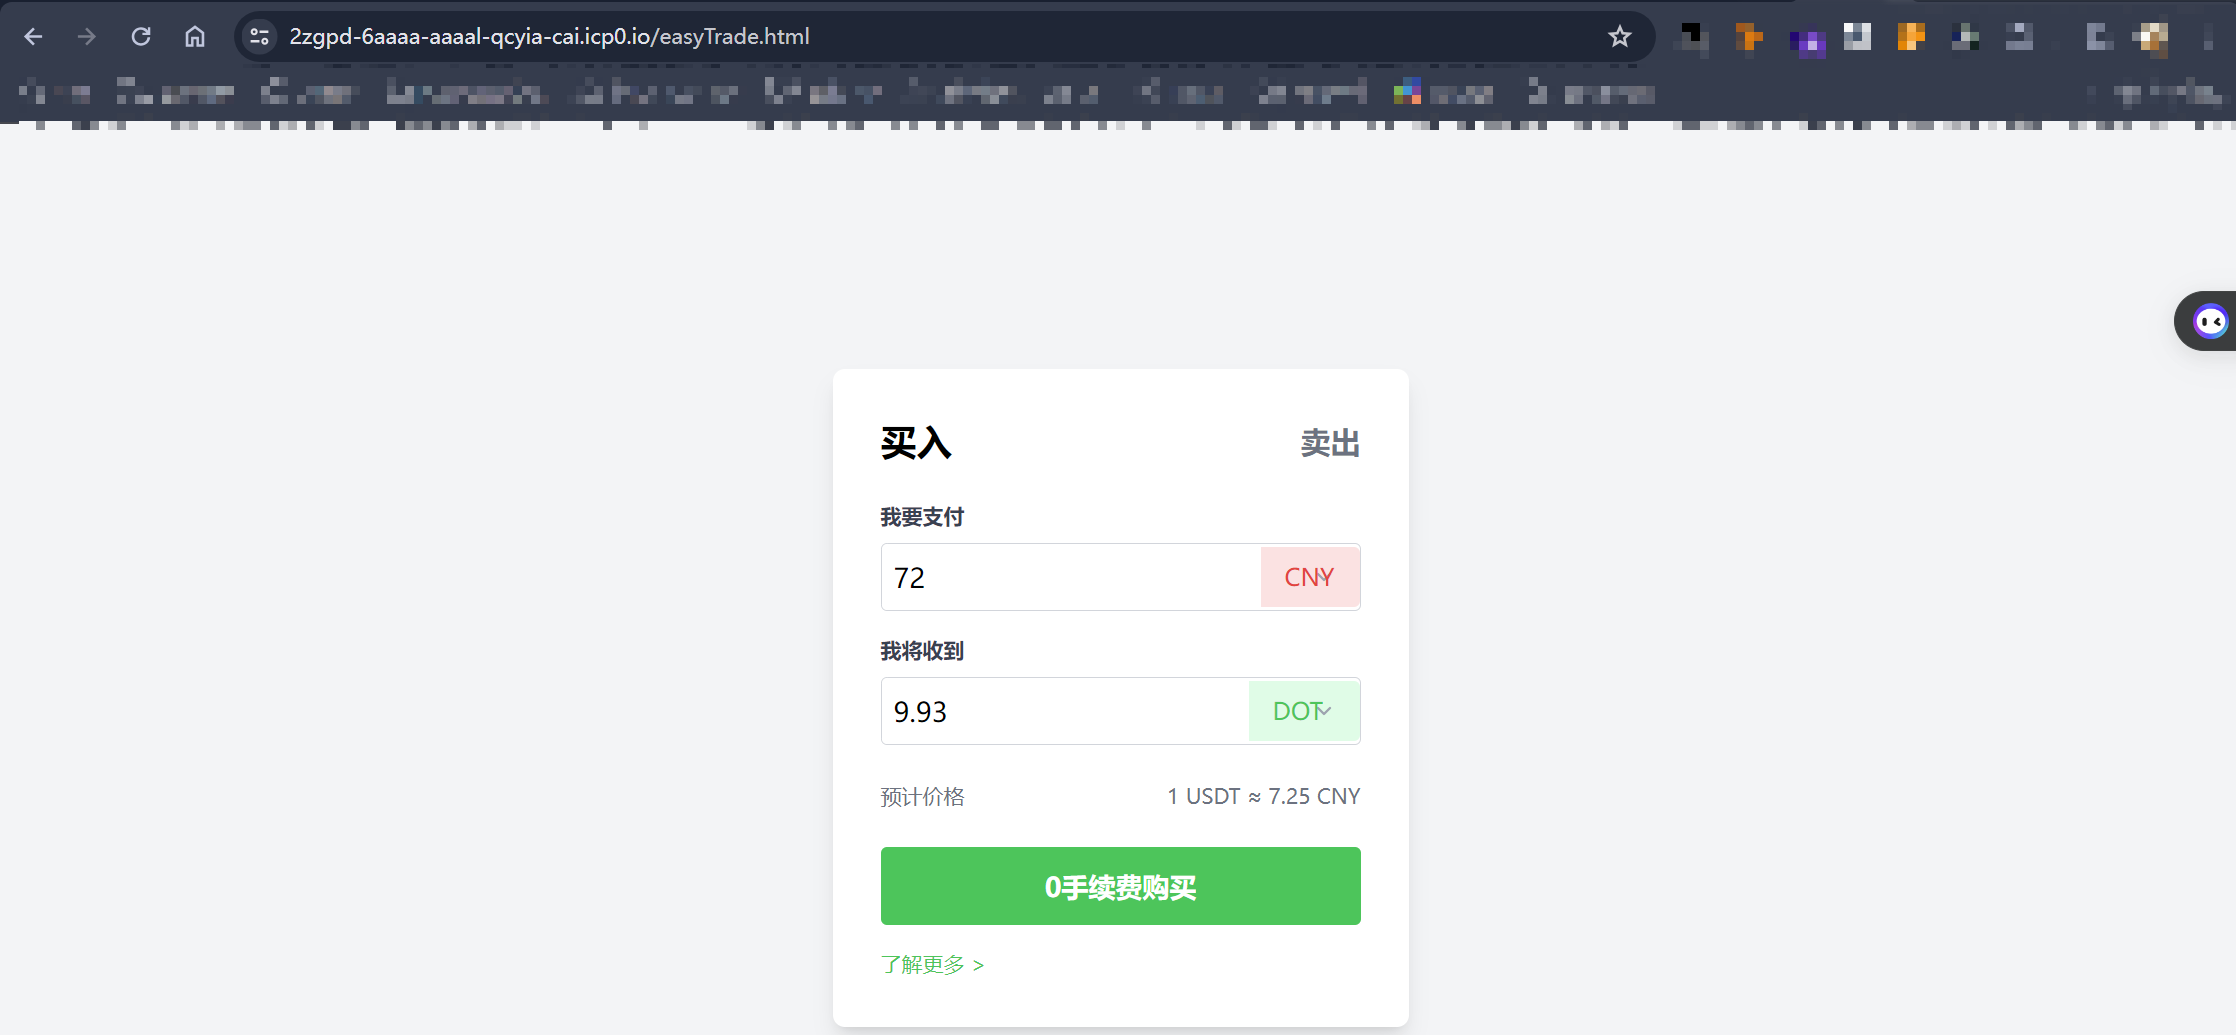 2zgpd-6aaaa-aaaal-qcyia-cai.icp0.io/easyTrade.html
买入
卖出
我要支付
72
CNY
我将收到
9.93
DOT
预计价格
1 USDT ≈ 7.25 CNY
0手续费购买
了解更多 >